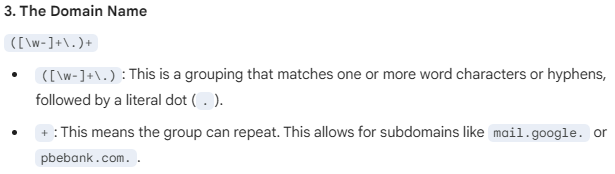 3. The Domain Name
([\w-]+\.)+
• ([\w-]+\.) : This is a grouping that matches one or more word characters or hyphens,
followed by a literal dot ( . ).
• + : This means the group can repeat. This allows for subdomains like mail.google. or
pbebank.com. .